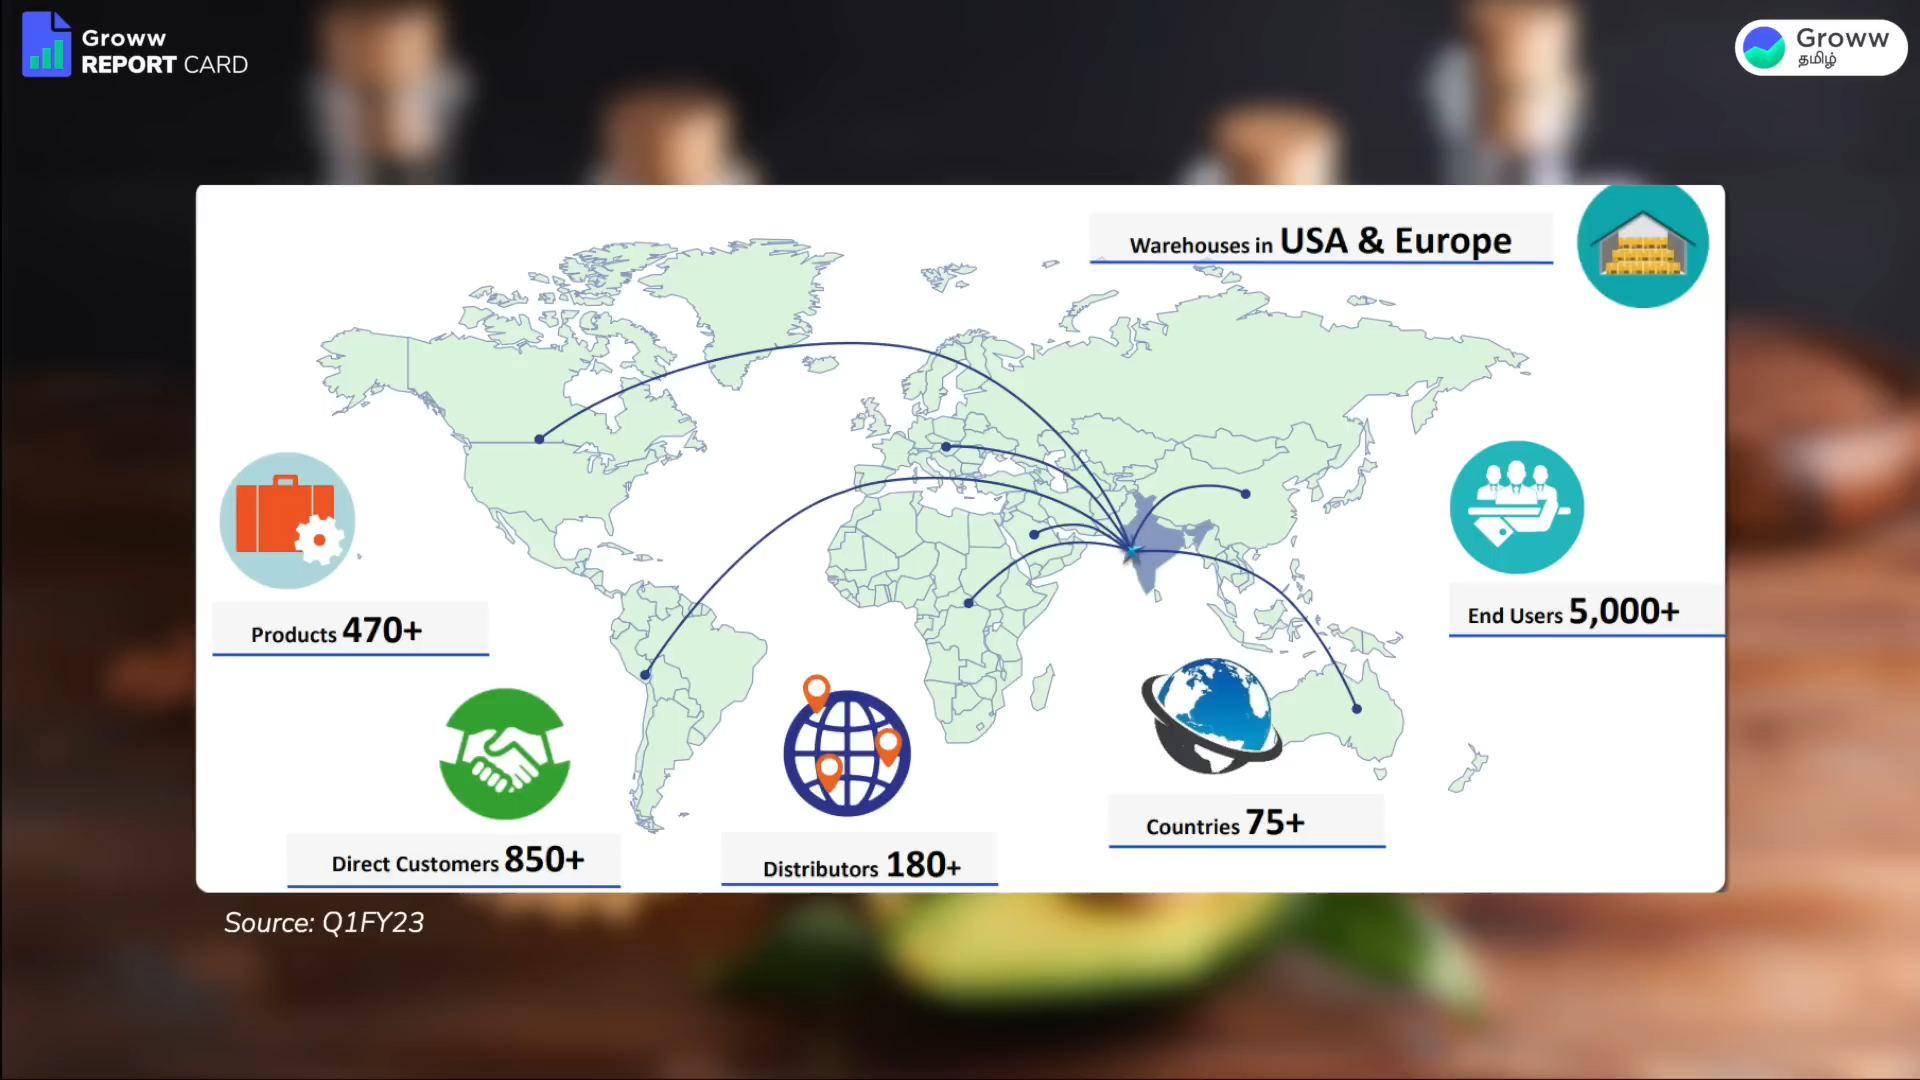 Groww
REPORT CARD
Groww
தமிழ்
Warehouses in USA & Europe
Products 470+
End Users 5,000+
Direct Customers 850+
Distributors 180+
Countries 75+
Source: Q1FY23